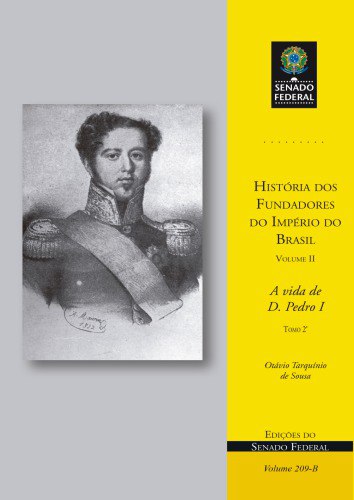 SENADO
FEDERAL
HISTÓRIA DOS
FUNDADORES
DO IMPÉRIO DO
BRASIL
VOLUME II
A vida de
D. Pedro I
TOMO 2º
Otávio Tarquínio
de Sousa
EDIÇÕES DO
SENADO FEDERAL
Volume 209-B